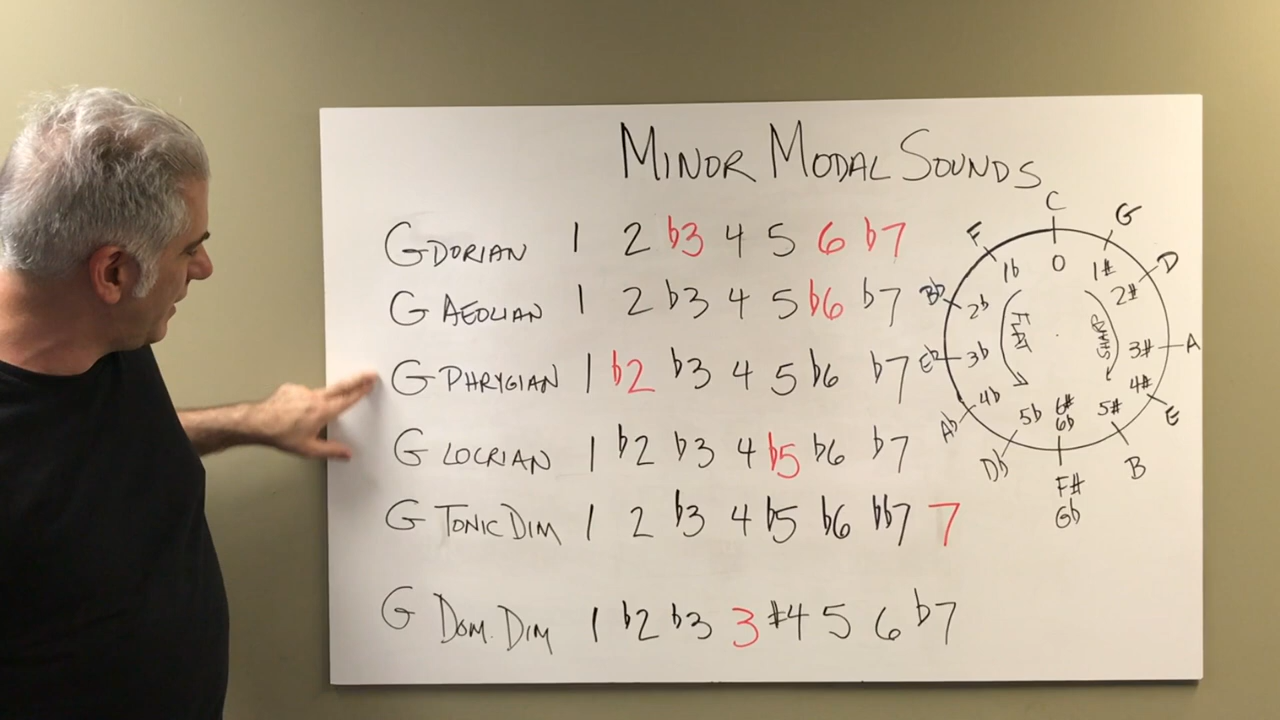 MINOR MODAL SOUNDS
G DORIAN 1 2 b3 4 5 6 b7
G AEOLIAN 1 2 b3 4 5 b6 b7
G PHRYGIAN 1 b2 b3 4 5 b6 b7
G LOCRIAN 1 b2 b3 4 b5 b6 b7
G TONIC DIM 1 2 b3 4 b5 b6 bb7 7
G DOM. DIM 1 b2 b3 3 #4 5 6 b7
C
G
D
A
E
B
F#
Gb
Db
Ab
Eb
Bb
F
0
1#
2#
3#
4#
5#
6#
6b
5b
4b
3b
2b
1b
FLAT
SHARP